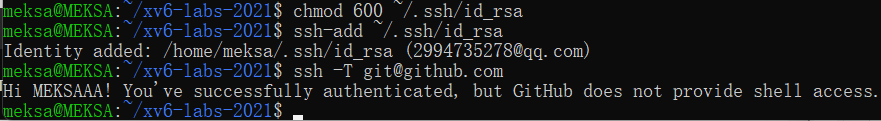 meksa@MEKSA:~/xv6-labs-2021$ chmod 600 ~/.ssh/id_rsa
meksa@MEKSA:~/xv6-labs-2021$ ssh-add ~/.ssh/id_rsa
Identity added: /home/meksa/.ssh/id_rsa (2994735278@qq.com)
meksa@MEKSA:~/xv6-labs-2021$ ssh -T git@github.com
Hi MEKSAAA! You've successfully authenticated, but GitHub does not provide shell access.
meksa@MEKSA:~/xv6-labs-2021$